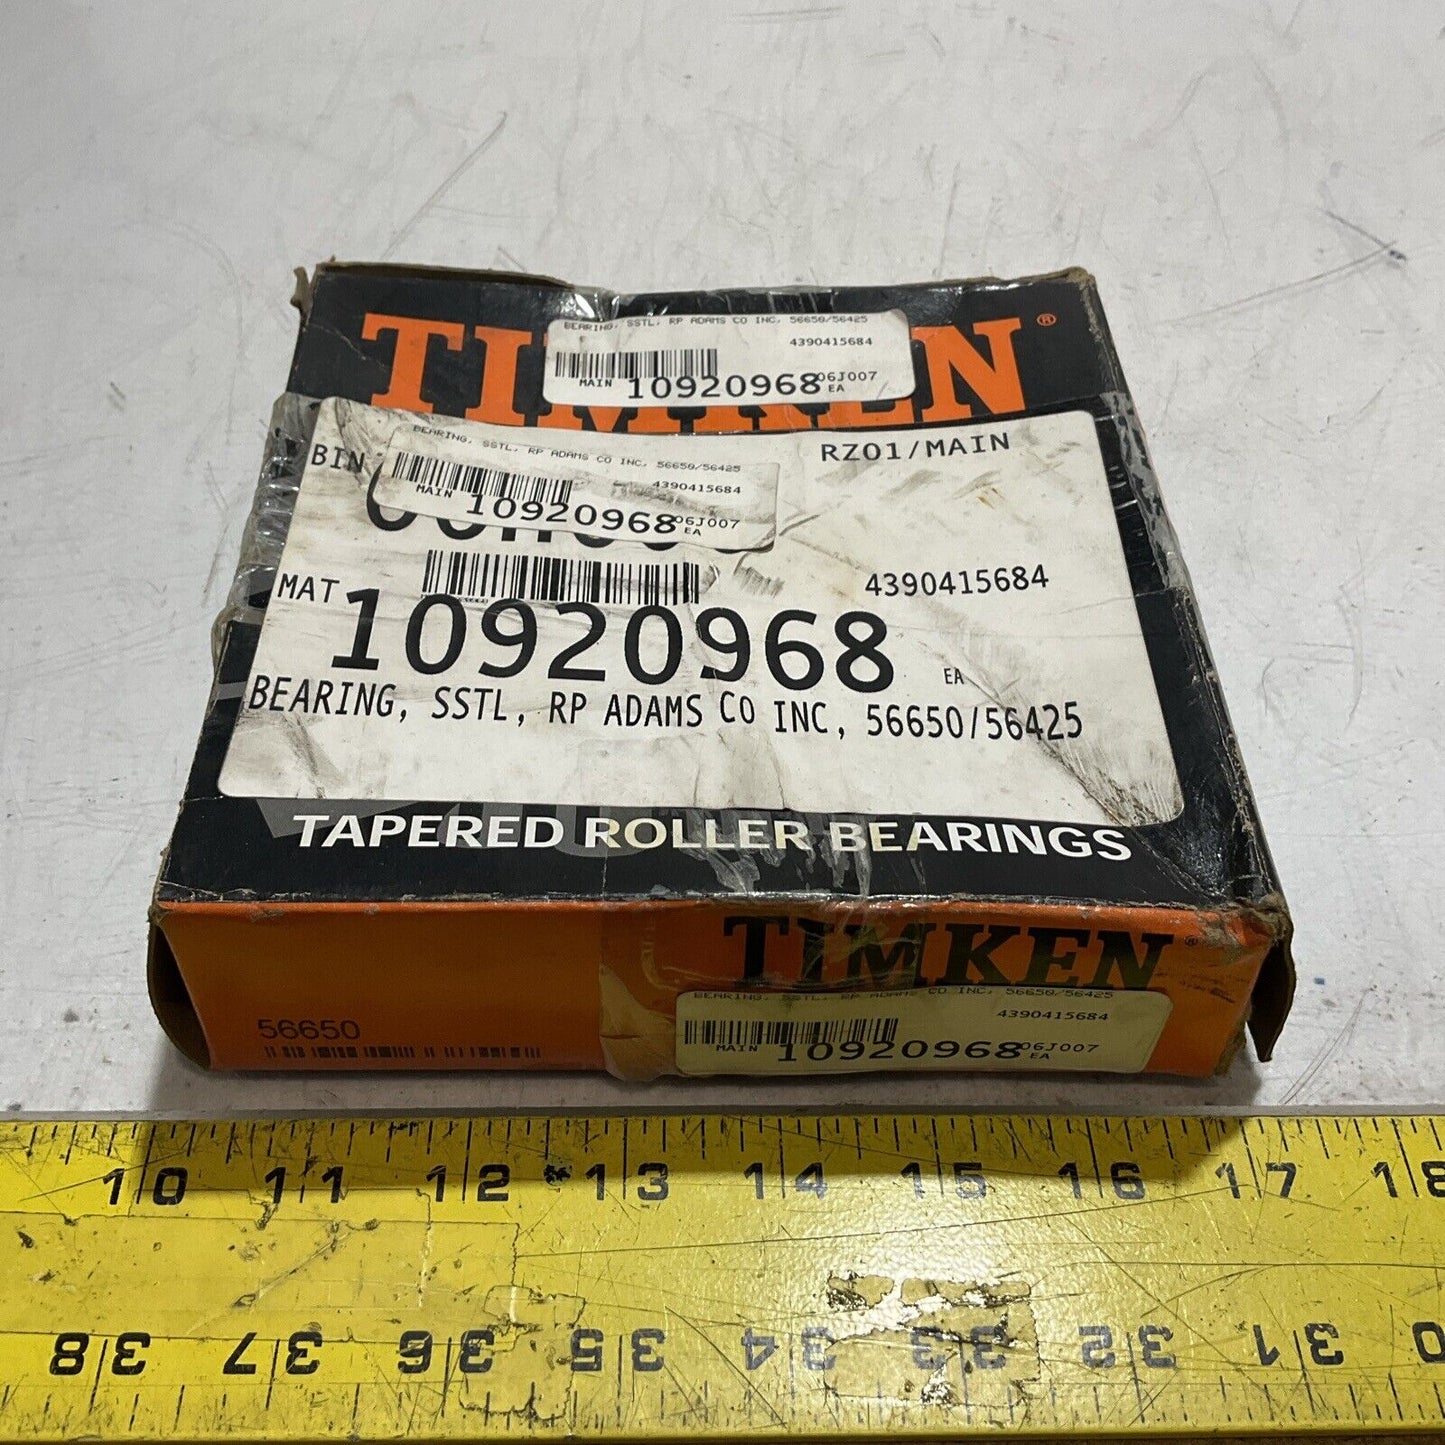 TIMKEN®
BEARING, SSTL, RP ADAMS CO INC, 56650/56425
4390415684
MAIN 10920968 06J007
EA
RZ01/MAIN
BIN
BEARING, SSTL, RP ADAMS CO INC, 56650/56425
4390415684
MAIN 10920968 06J007
EA
4390415684
MAT 10920968 EA
BEARING, SSTL, RP ADAMS CO INC, 56650/56425
TAPERED ROLLER BEARINGS
TIMKEN®
BEARING, SSTL, RP ADAMS CO INC, 56650/56425
4390415684
MAIN 10920968 06J007
EA
56650
10 11 12 13 14 15 16 17 18
38 37 36 35 34 33 32 31